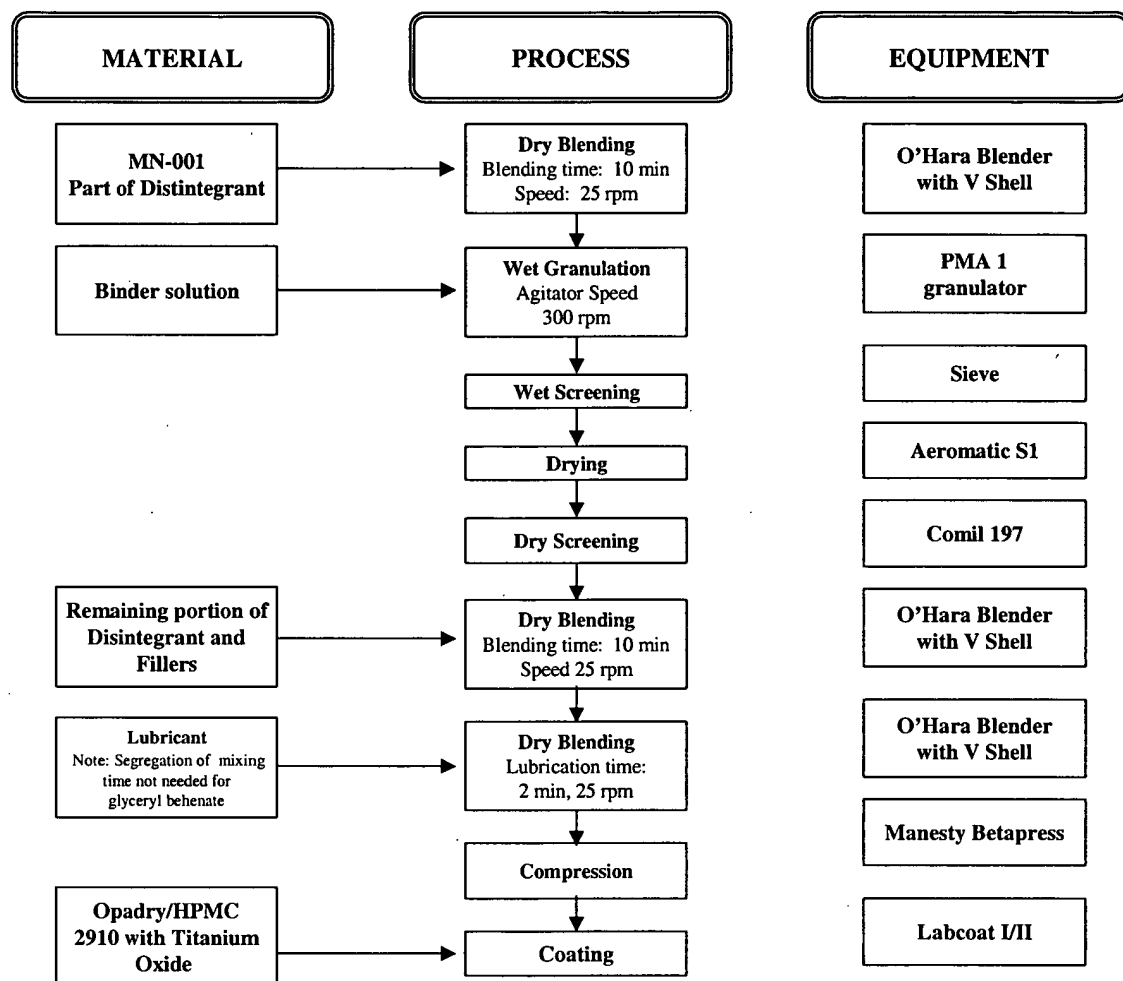 MATERIAL
PROCESS
EQUIPMENT
MN-001
Part of Distintegrant
Dry Blending
Blending time: 10 min
Speed: 25 rpm
O'Hara Blender
with V Shell
Binder solution
Wet Granulation
Agitator Speed
300 rpm
PMA 1
granulator
Wet Screening
Sieve
Drying
Aeromatic S1
Dry Screening
Comil 197
Remaining portion of
Disintegrant and
Fillers
Dry Blending
Blending time: 10 min
Speed 25 rpm
O'Hara Blender
with V Shell
Lubricant
Note: Segregation of mixing
time not needed for
glyceryl behenate
Dry Blending
Lubrication time:
2 min, 25 rpm
O'Hara Blender
with V Shell
Compression
Manesty Betapress
Opadry/HPMC
2910 with Titanium
Oxide
Coating
Labcoat I/II